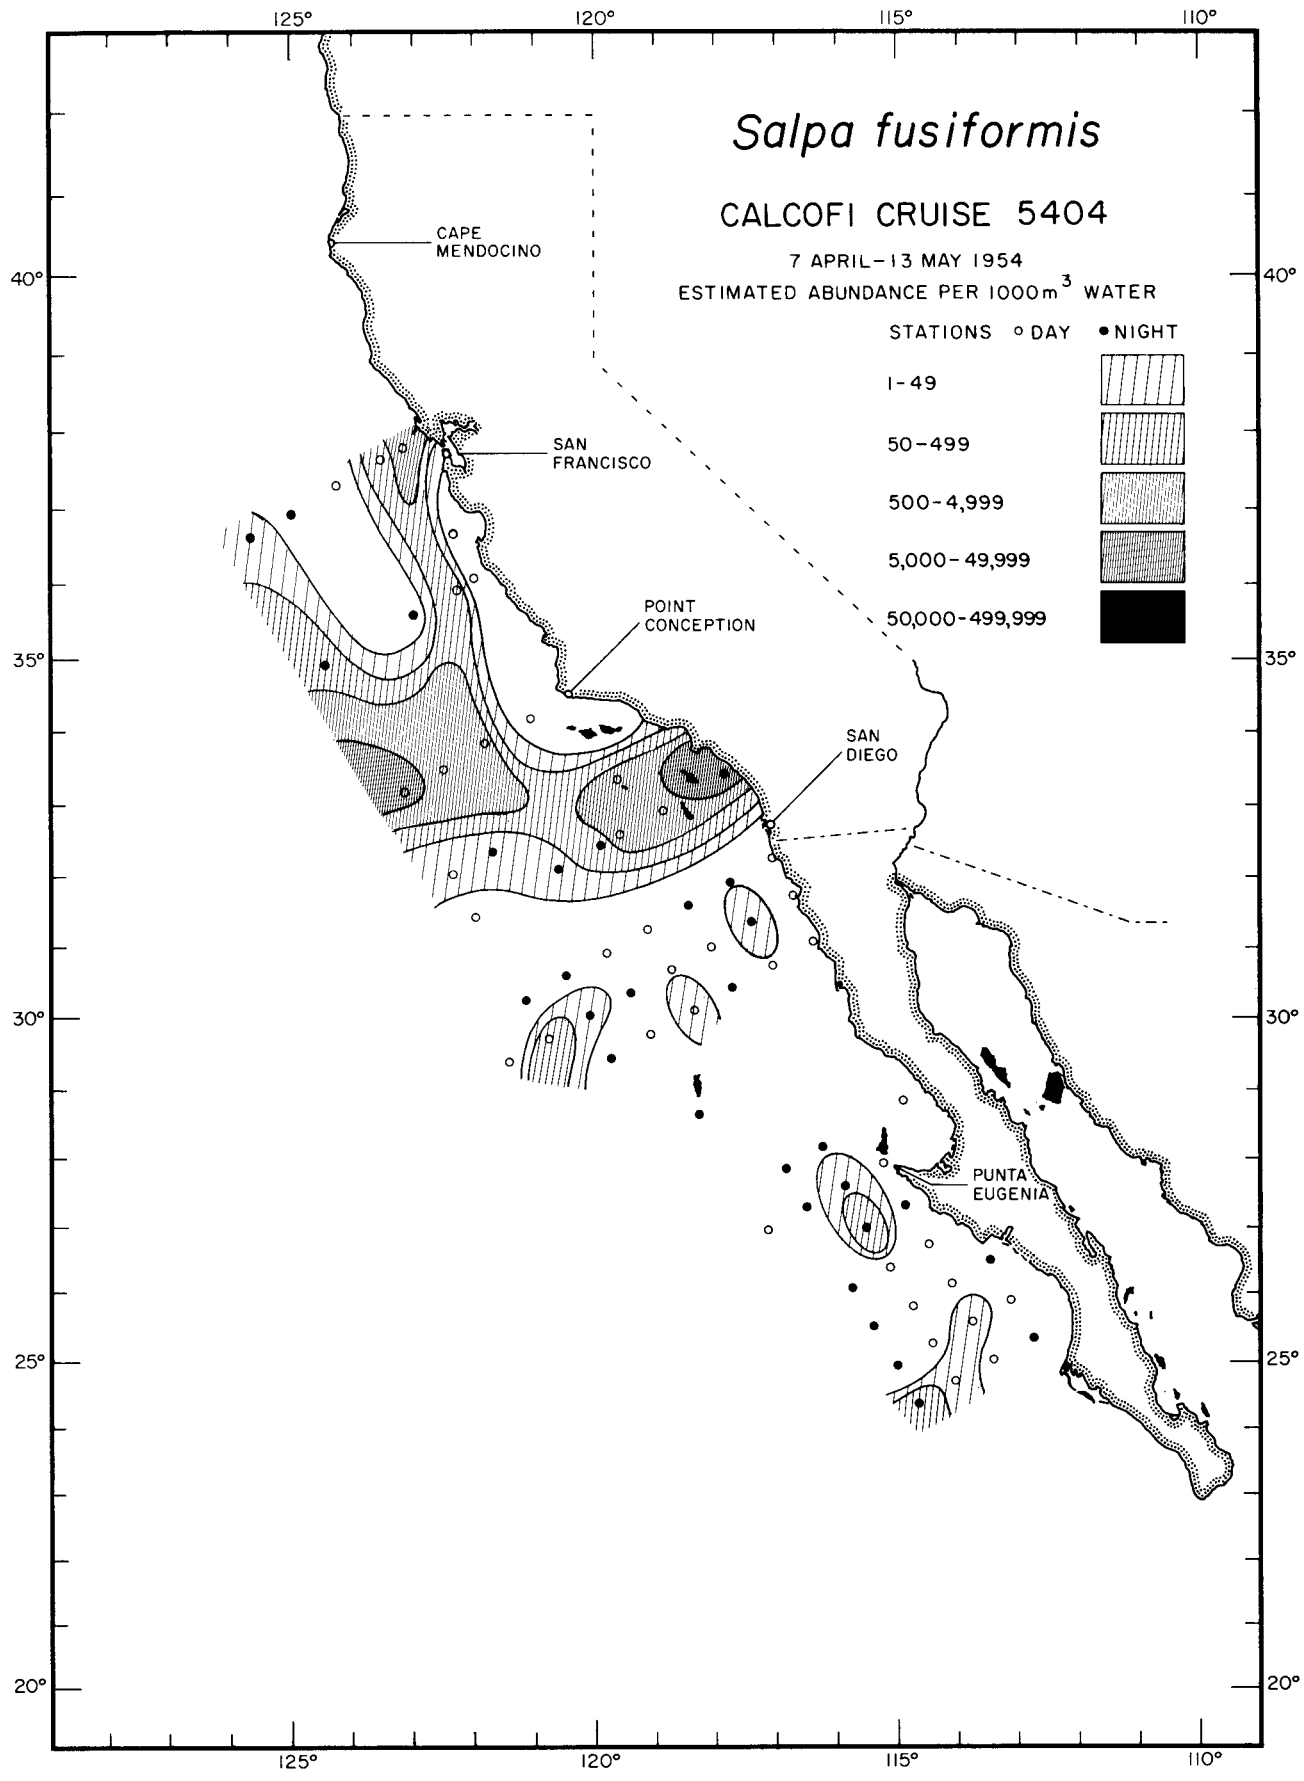 125° 120° 115° 110°
Salpa fusiformis
CALCOFI CRUISE 5404
7 APRIL–13 MAY 1954
ESTIMATED ABUNDANCE PER 1000m³ WATER
STATIONS ○ DAY ● NIGHT
1–49
50–499
500–4,999
5,000–49,999
50,000–499,999
CAPE
MENDOCINO
40° 40°
SAN
FRANCISCO
POINT
CONCEPTION
35° 35°
SAN
DIEGO
30° 30°
PUNTA
EUGENIA
25° 25°
20° 20°
125° 120° 115° 110°